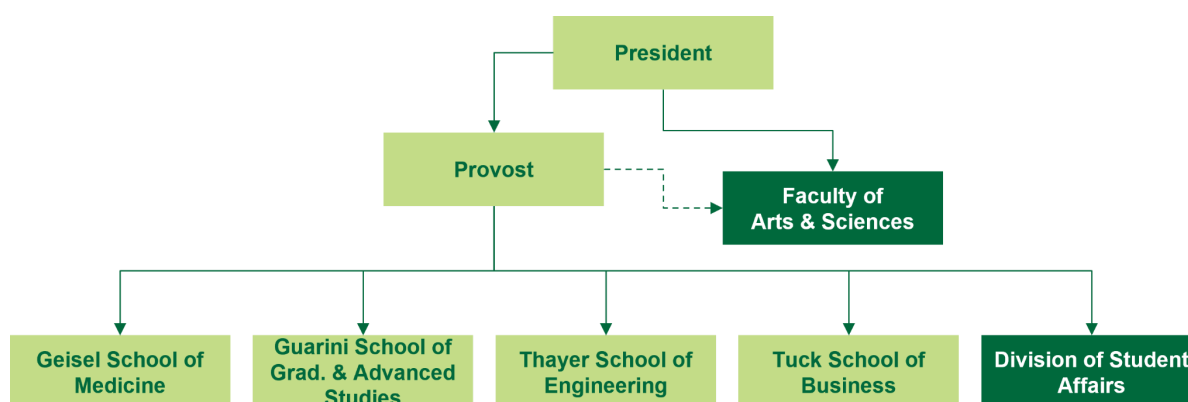 President
Provost
Faculty of
Arts & Sciences
Geisel School of
Medicine
Guarini School of
Grad. & Advanced
Studies
Thayer School of
Engineering
Tuck School of
Business
Division of Student
Affairs